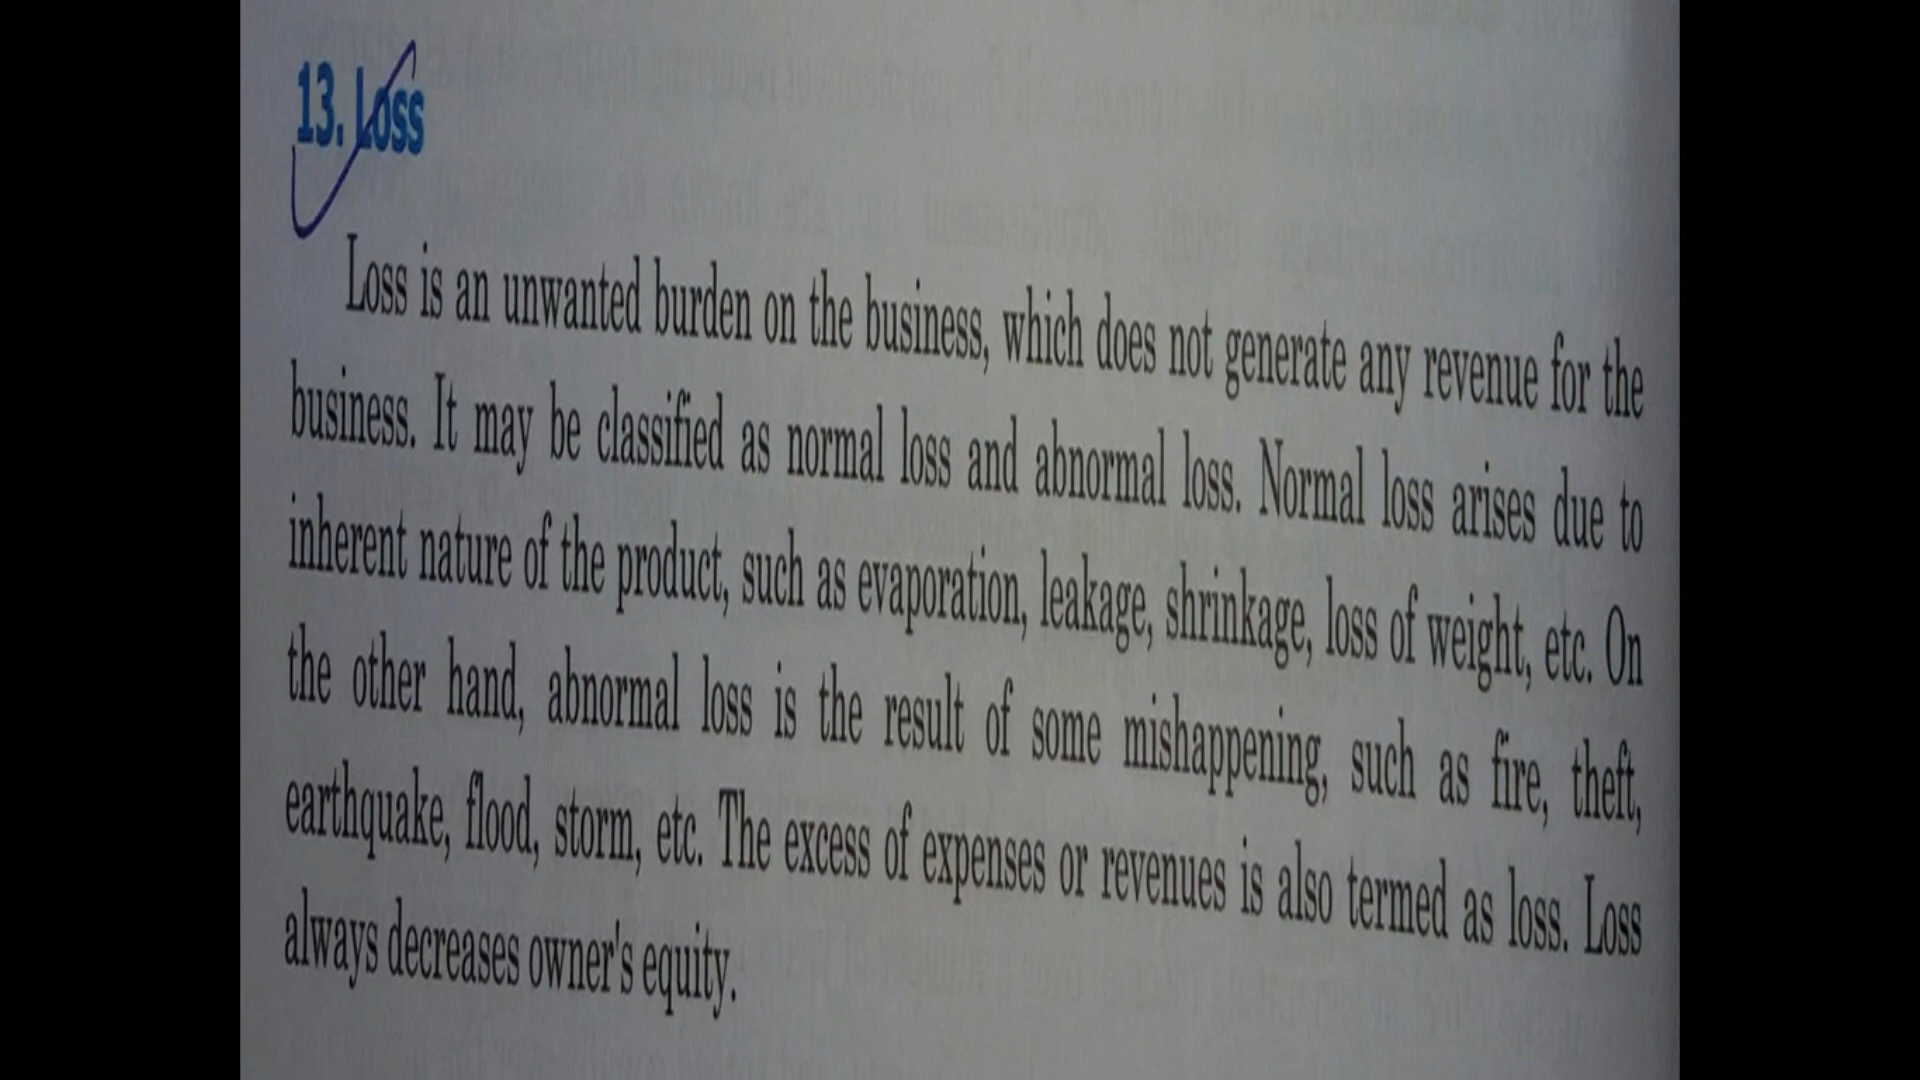 13. Loss
Loss is an unwanted burden on the business, which does not generate any revenue for the
business. It may be classified as normal loss and abnormal loss. Normal loss arises due to
inherent nature of the product, such as evaporation, leakage, shrinkage, loss of weight, etc. On
the other hand, abnormal loss is the result of some mishappening, such as fire, theft,
earthquake, flood, storm, etc. The excess of expenses or revenues is also termed as loss. Loss
always decreases owner's equity.